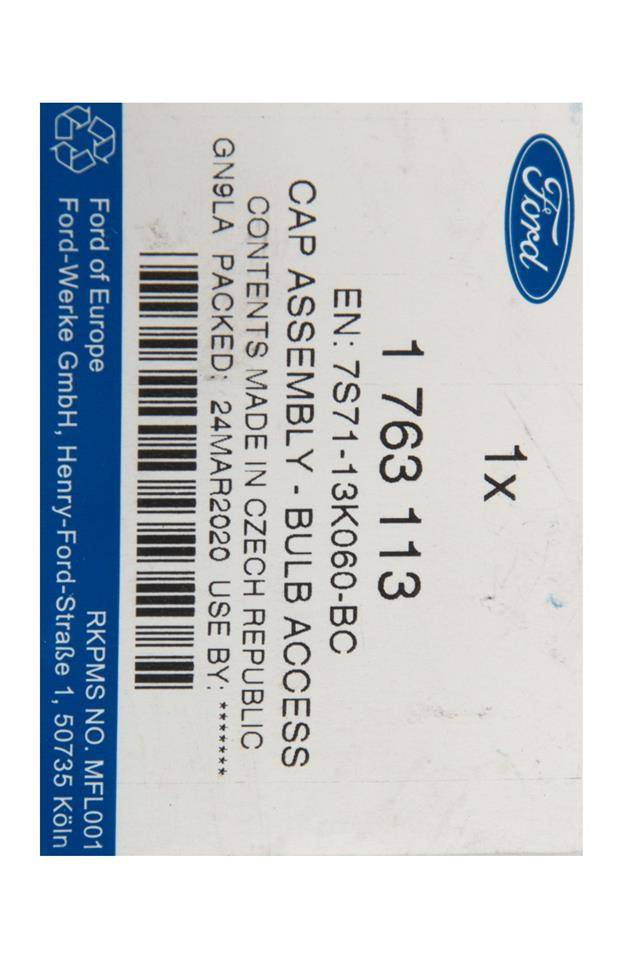 Ford
1x
1 763 113
EN: 7S71-13K060-BC
CAP ASSEMBLY - BULB ACCESS
CONTENTS MADE IN CZECH REPUBLIC
GN9LA PACKED: 24MAR2020 USE BY: ********
Ford of Europe RKPMS NO. MFL001
Ford-Werke GmbH, Henry-Ford-Straße 1, 50735 Köln